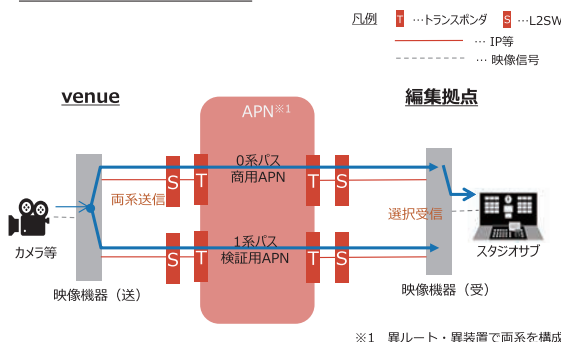 凡例 T …トランスポンダ S …L2SW
… IP等
… 映像信号
venue
APN※1
編集拠点
0系パス
商用APN
S T T S
両系送信
選択受信
1系パス
検証用APN
S T T S
カメラ等
スタジオサブ
映像機器（送）
映像機器（受）
※1 異ルート・異装置で両系を構成